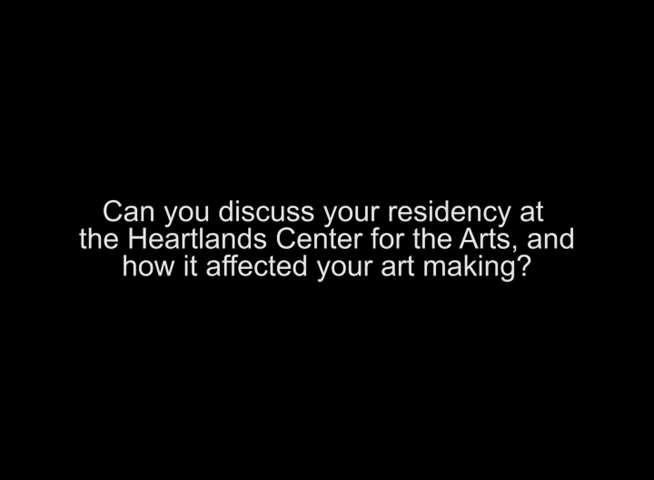 Can you discuss your residency at
the Heartlands Center for the Arts, and
how it affected your art making?